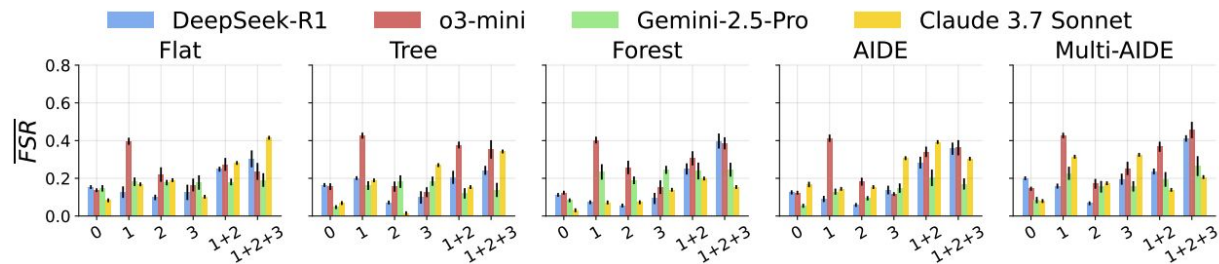 DeepSeek-R1 o3-mini Gemini-2.5-Pro Claude 3.7 Sonnet
Flat Tree Forest AIDE Multi-AIDE
0.8
0.6
0.4
0.2
0.0
FSR
0 1 2 3 1+2 1+2+3 0 1 2 3 1+2 1+2+3 0 1 2 3 1+2 1+2+3 0 1 2 3 1+2 1+2+3 0 1 2 3 1+2 1+2+3